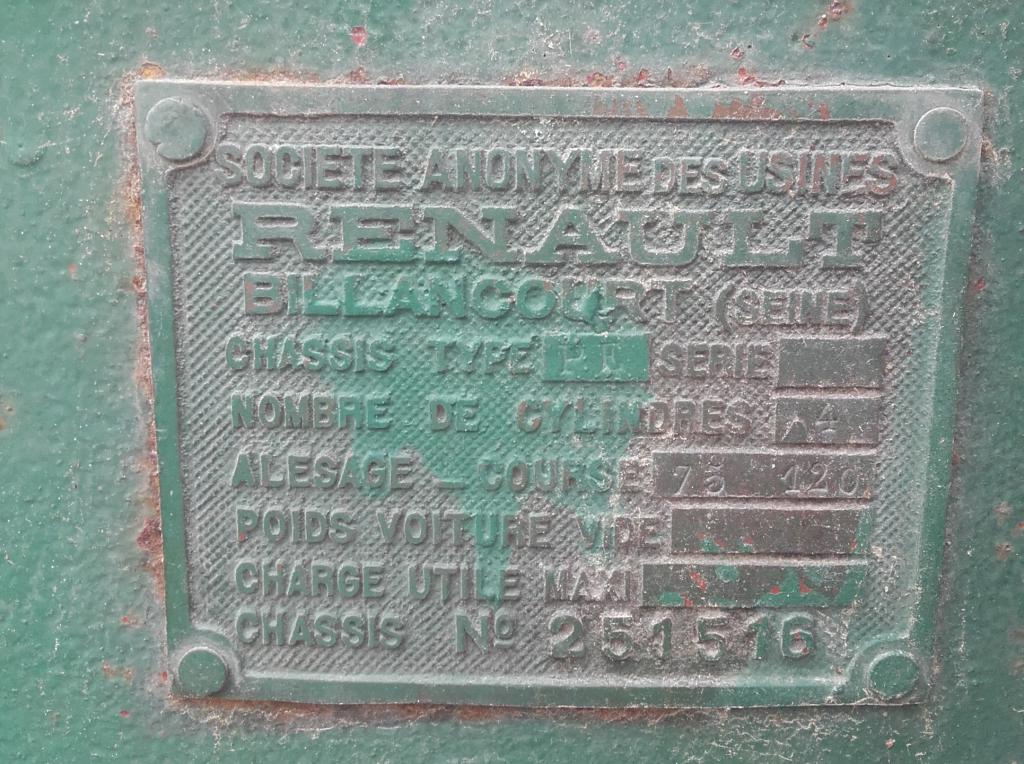 SOCIETE ANONYME DES USINES
RENAULT
BILLANCOURT (SEINE)
CHASSIS TYPE PI SERIE
NOMBRE DE CYLINDRES 4
ALESAGE _ COURSE 75 120
POIDS VOITURE VIDE
CHARGE UTILE MAXI
CHASSIS Nº 251516